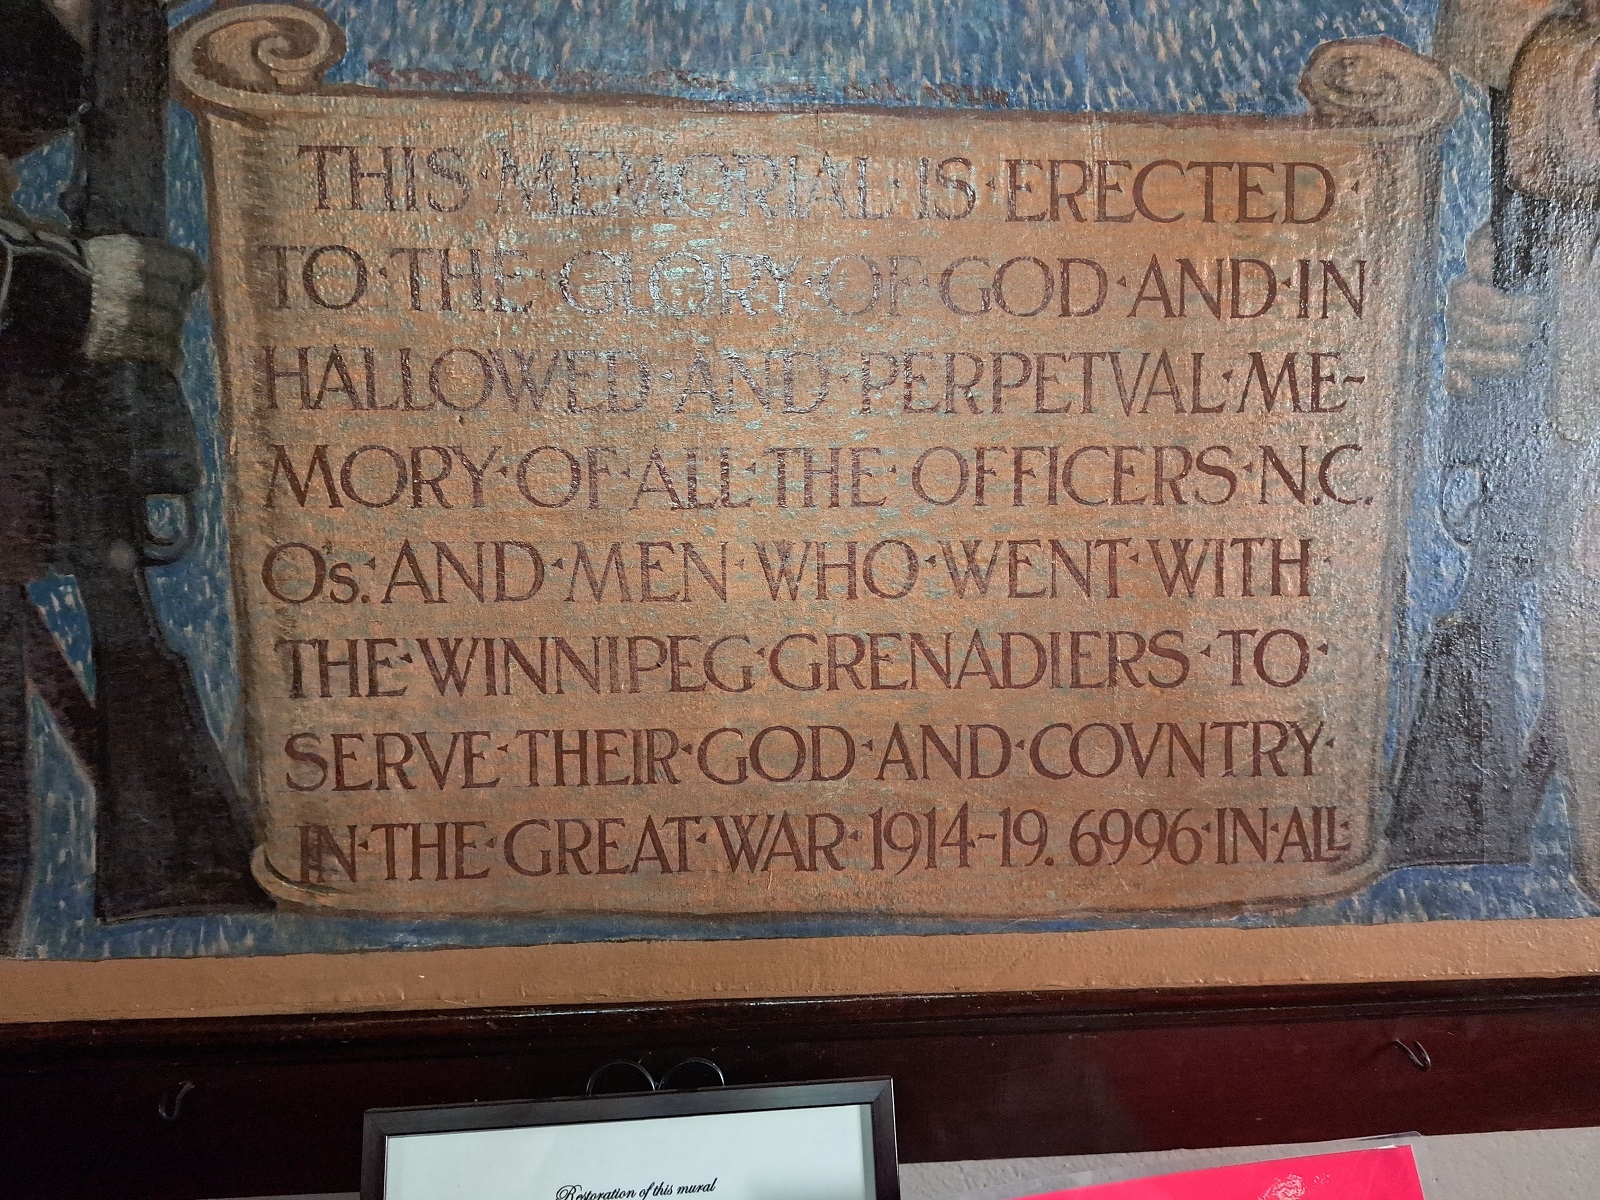 THIS·MEMORIAL·IS·ERECTED·
TO·THE·GLORY·OF·GOD·AND·IN
HALLOWED·AND·PERPETVAL·ME-
MORY·OF·ALL·THE·OFFICERS·N.C.
O's.·AND·MEN·WHO·WENT·WITH·
THE·WINNIPEG·GRENADIERS·TO·
SERVE·THEIR·GOD·AND·COVNTRY·
IN·THE·GREAT·WAR·1914-19. 6996·IN·ALL·
Restoration of this mural